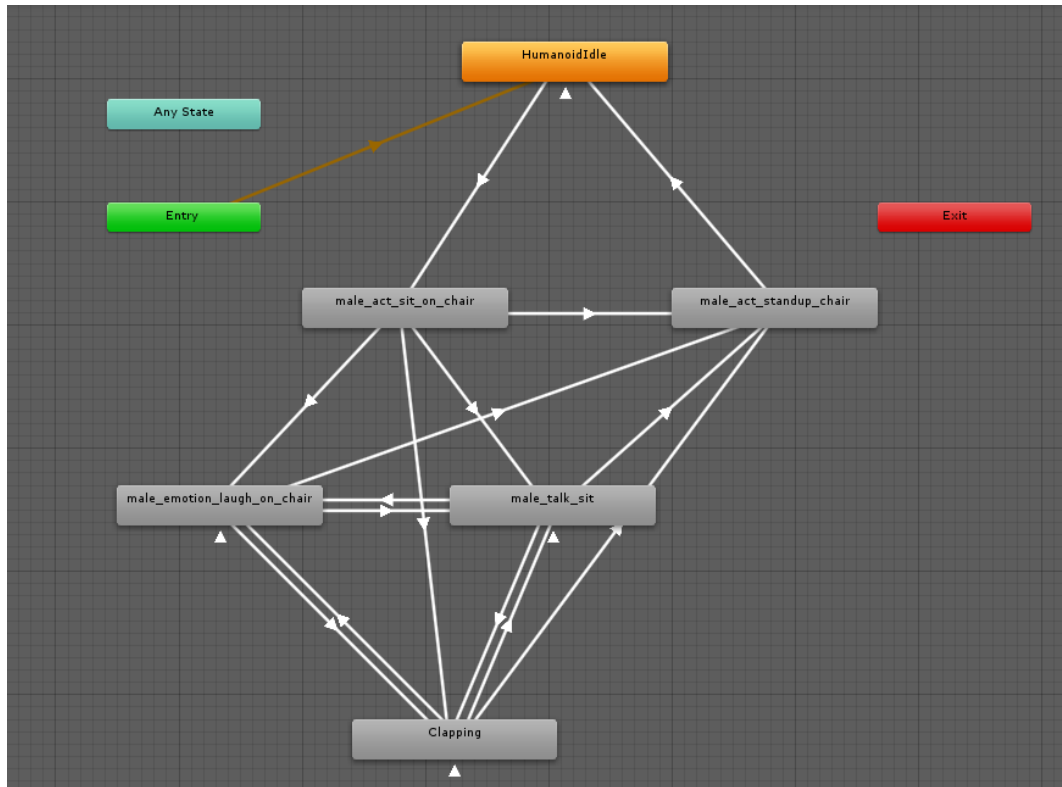 HumanoidIdle
Any State
Entry
Exit
male_act_sit_on_chair
male_act_standup_chair
male_emotion_laugh_on_chair
male_talk_sit
Clapping